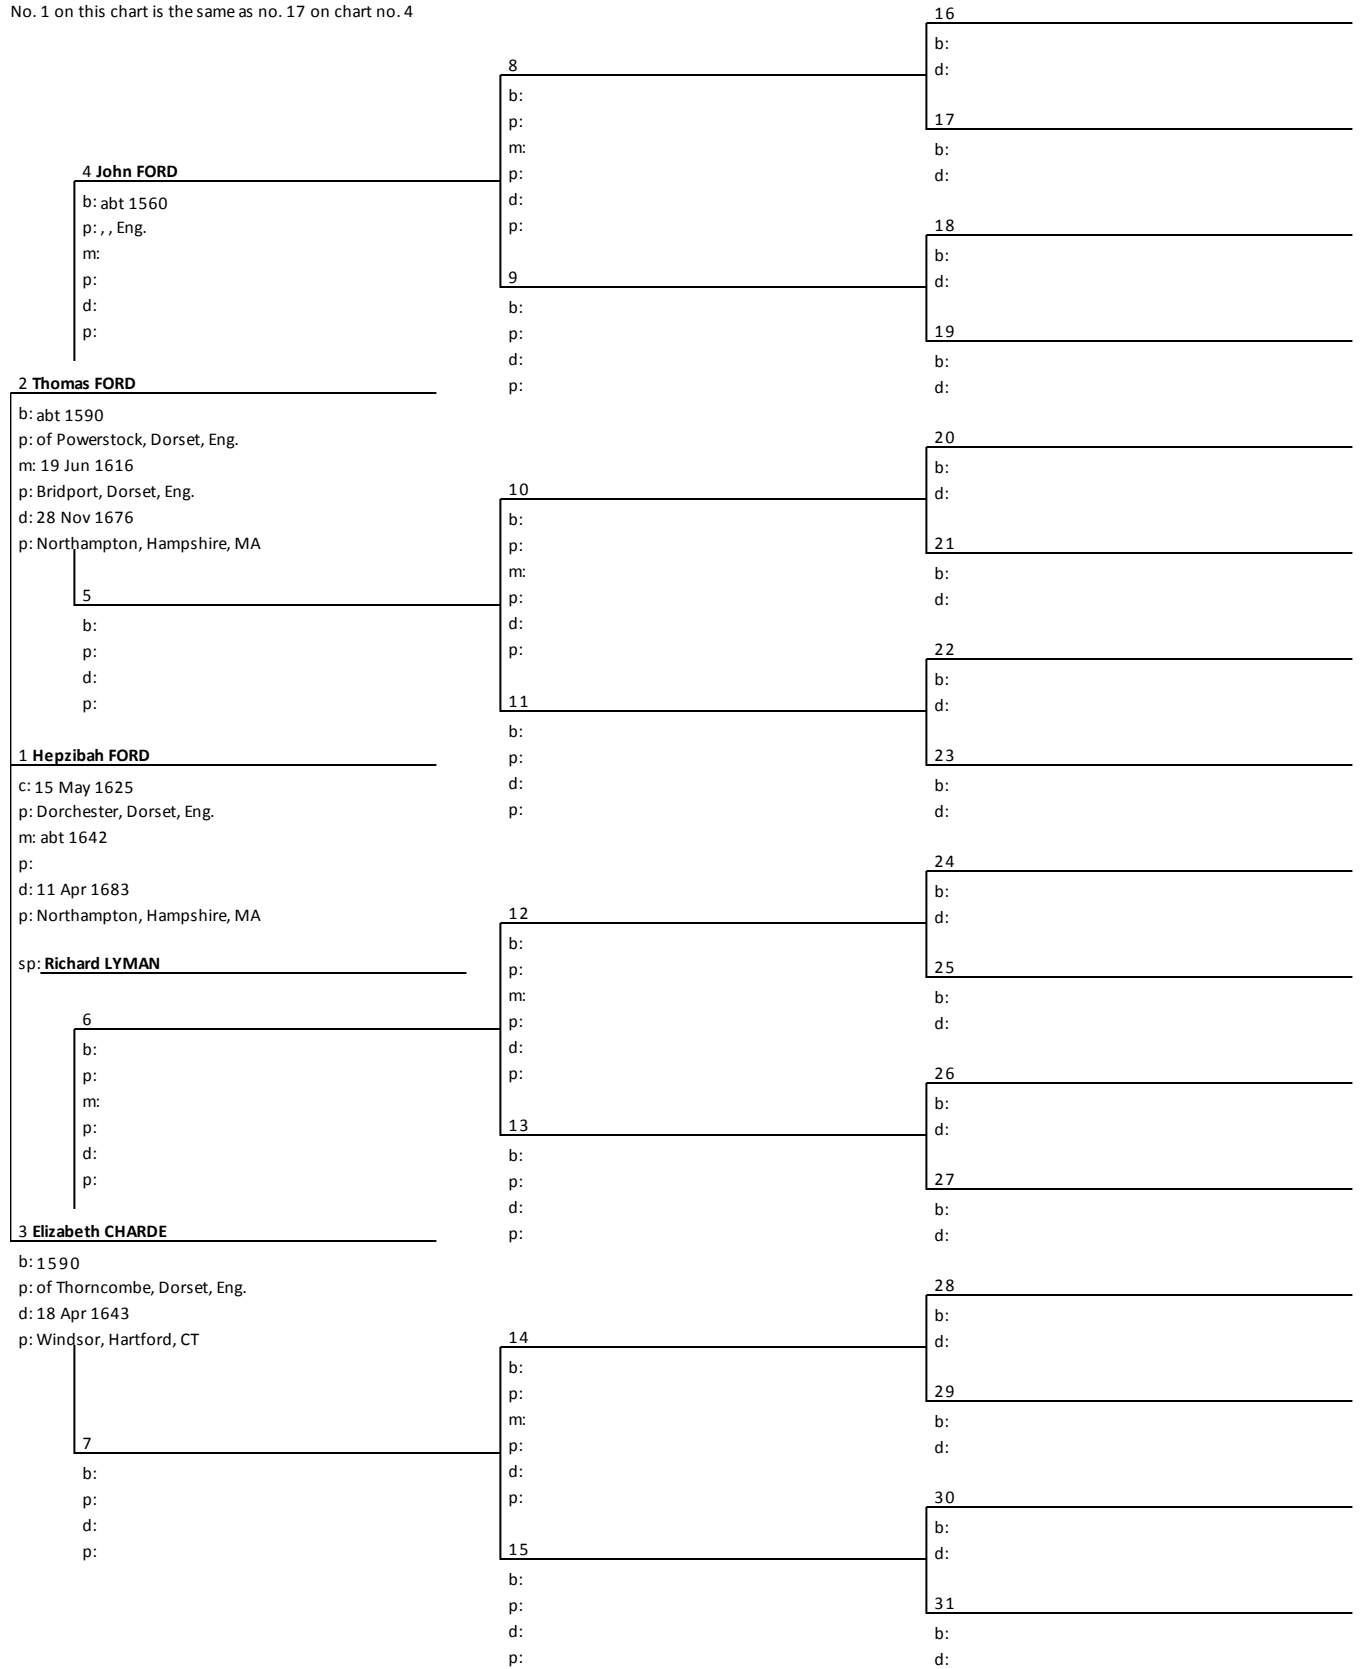 No. 1 on this chart is the same as no. 17 on chart no. 4
4 John FORD
b: abt 1560
p: , , Eng.
m:
p:
d:
p:
2 Thomas FORD
b: abt 1590
p: of Powerstock, Dorset, Eng.
m: 19 Jun 1616
p: Bridport, Dorset, Eng.
d: 28 Nov 1676
p: Northampton, Hampshire, MA
5
b:
p:
d:
p:
1 Hepzibah FORD
c: 15 May 1625
p: Dorchester, Dorset, Eng.
m: abt 1642
p:
d: 11 Apr 1683
p: Northampton, Hampshire, MA
sp: Richard LYMAN
6
b:
p:
m:
p:
d:
p:
3 Elizabeth CHARDE
b: 1590
p: of Thorncombe, Dorset, Eng.
d: 18 Apr 1643
p: Windsor, Hartford, CT
7
b:
p:
d:
p:
8
b:
p:
m:
p:
d:
p:
9
b:
p:
d:
p:
10
b:
p:
m:
p:
d:
p:
11
b:
p:
d:
p:
12
b:
p:
m:
p:
d:
p:
13
b:
p:
d:
p:
14
b:
p:
m:
p:
d:
p:
15
b:
p:
d:
p:
16
b:
d:
17
b:
d:
18
b:
d:
19
b:
d:
20
b:
d:
21
b:
d:
22
b:
d:
23
b:
d:
24
b:
d:
25
b:
d:
26
b:
d:
27
b:
d:
28
b:
d:
29
b:
d:
30
b:
d:
31
b:
d: